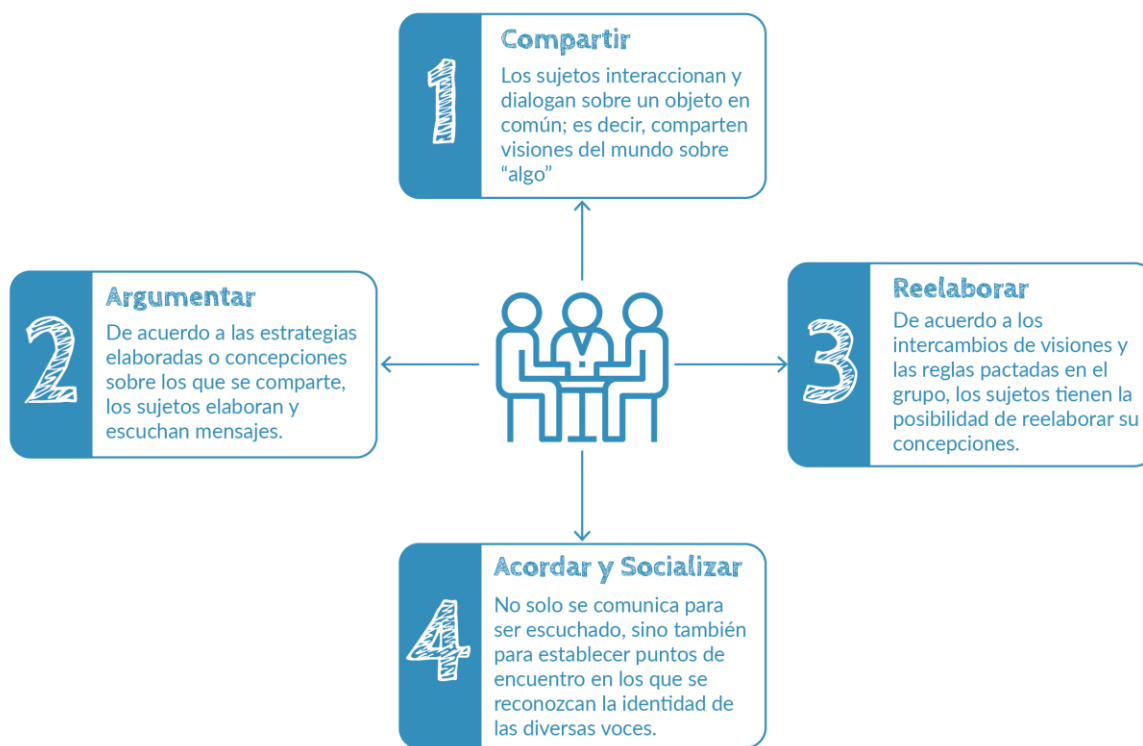 1
Compartir
Los sujetos interaccionan y
dialogan sobre un objeto en
común; es decir, comparten
visiones del mundo sobre
“algo”
2
Argumentar
De acuerdo a las estrategias
elaboradas o concepciones
sobre los que se comparte,
los sujetos elaboran y
escuchan mensajes.
3
Reelaborar
De acuerdo a los
intercambios de visiones y
las reglas pactadas en el
grupo, los sujetos tienen la
posibilidad de reelaborar su
concepciones.
4
Acordar y Socializar
No solo se comunica para
ser escuchado, sino también
para establecer puntos de
encuentro en los que se
reconozcan la identidad de
las diversas voces.